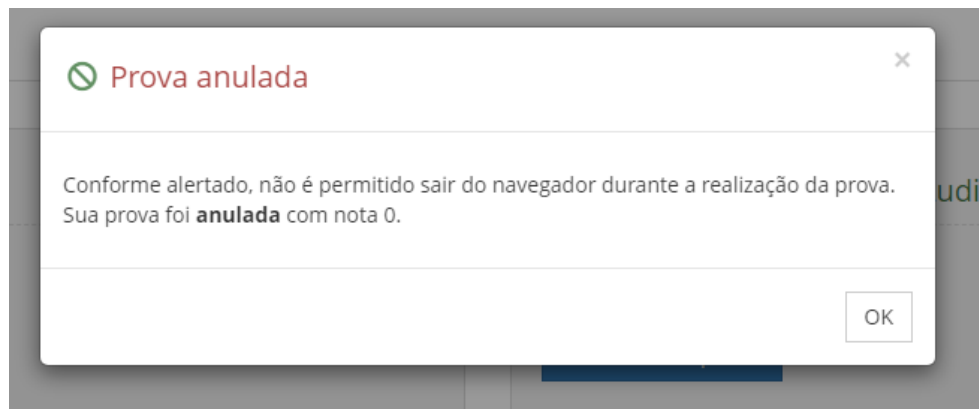 Prova anulada
×
Conforme alertado, não é permitido sair do navegador durante a realização da prova.
Sua prova foi anulada com nota 0.
udi
OK